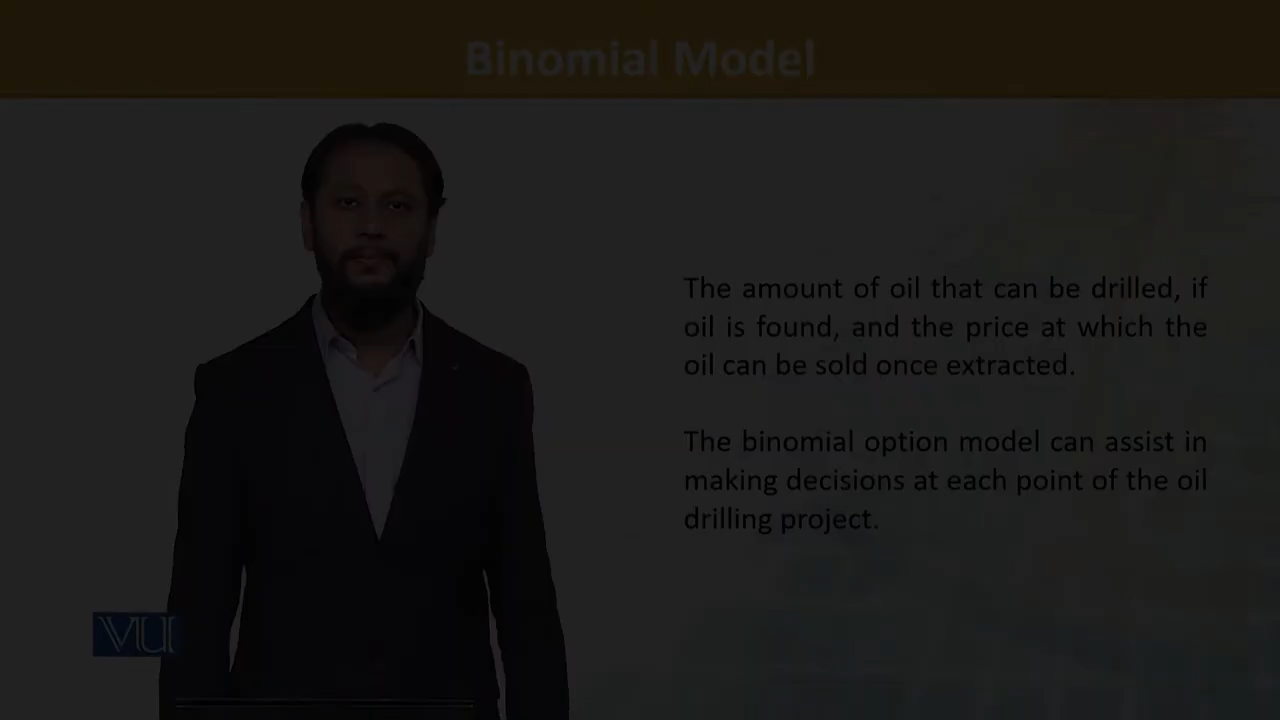 Binomial Model
The amount of oil that can be drilled, if
oil is found, and the price at which the
oil can be sold once extracted.
The binomial option model can assist in
making decisions at each point of the oil
drilling project.
VU